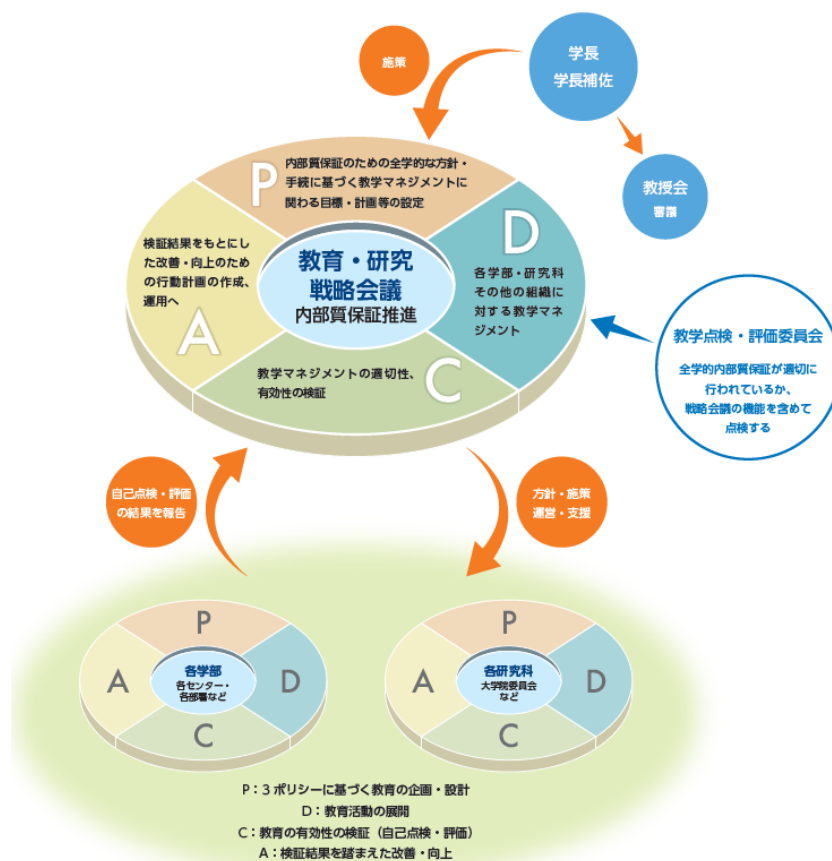 学長
学長補佐
施策
教授会
審議
P
内部質保証のための全学的な方針・
手続に基づく教学マネジメントに
関わる目標・計画等の設定
D
各学部・研究科
その他の組織に
対する教学マネ
ジメント
検証結果をもとにし
た改善・向上のため
の行動計画の作成、
運用へ
A
教育・研究
戦略会議
内部質保証推進
教学マネジメントの適切性、
有効性の検証
C
教学点検・評価委員会
全学的内部質保証が適切に
行われているか、
戦略会議の機能を含めて
点検する
自己点検・評価
の結果を報告
方針・施策
運営・支援
P
A
各学部
各センター・
各部署など
D
C
P
A
各研究科
大学院委員会
など
D
C
P：3ポリシーに基づく教育の企画・設計
D：教育活動の展開
C：教育の有効性の検証（自己点検・評価）
A：検証結果を踏まえた改善・向上